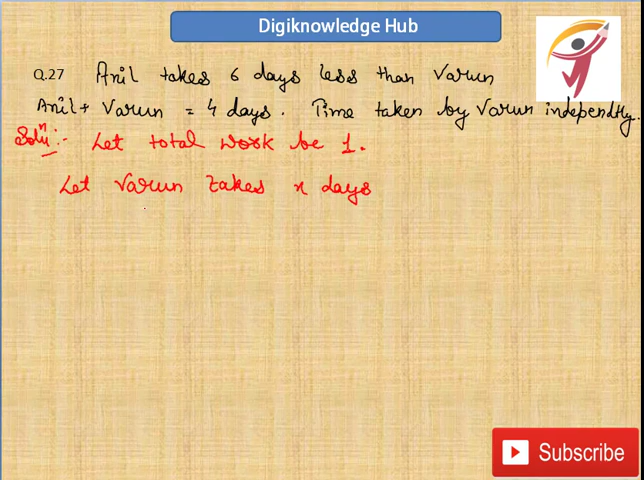 Digiknowledge Hub
Q.27 Anil takes 6 days less than Varun
Anil + Varun = 4 days. Time taken by Varun independtly.
Solⁿ:- Let total work be 1.
Let Varun takes x days
Subscribe